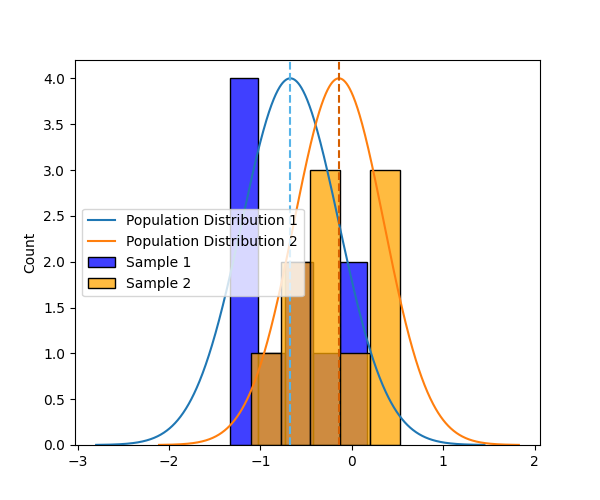 4.0
3.5
3.0
2.5
2.0
1.5
1.0
0.5
0.0
Count
Population Distribution 1
Population Distribution 2
Sample 1
Sample 2
−3 −2 −1 0 1 2